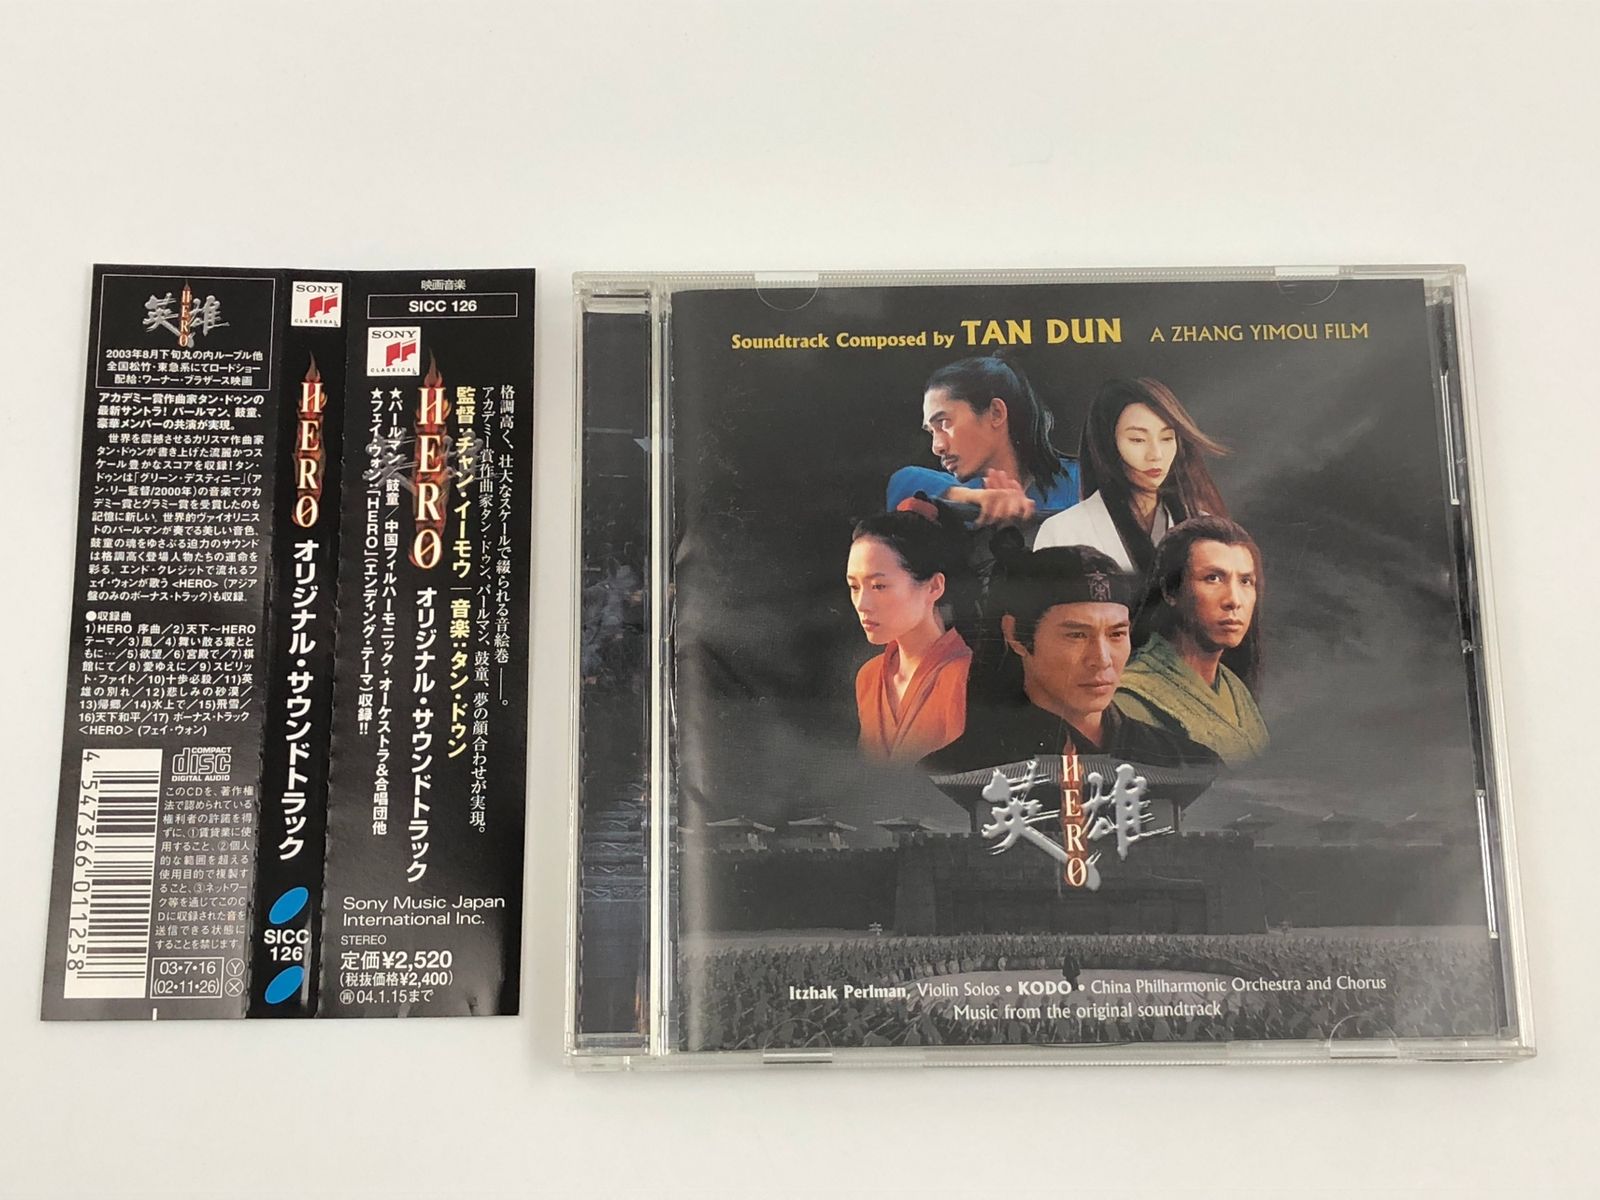 英雄
HERO
2003年8月下旬丸の内ルーブル他
全国松竹・東急系にてロードショー
配給:ワーナー・ブラザース映画
アカデミー賞作曲家タン・ドゥンの
最新サントラ! パールマン、鼓童、
豪華メンバーの共演が実現。
世界を震撼させるカリスマ作曲家
タン・ドゥンが書き上げた流麗かつス
ケール豊かなスコアを収録! タン・
ドゥンは「グリーン・デスティニー」(ア
ン・リー監督/2000年)の音楽でアカ
デミー賞とグラミー賞を受賞したのも
記憶に新しい。世界的ヴァイオリニス
トのパールマンが奏でる美しい音色、
鼓童の魂をゆさぶる迫力のサウンド
は格調高く登場人物たちの運命を
彩る。エンド・クレジットで流れるフ
ェイ・ウォンが歌う<HERO>(アジア
盤のみのボーナス・トラック)も収録。
●収録曲
1)HERO 序曲/2)天下〜HERO
テーマ/3)風/4)舞い散る葉とと
もに…/5)欲望/6)宮殿で/7)棋
館にて/8)愛ゆえに/9)スピリッ
ト・ファイト/10)十歩必殺/11)英
雄の別れ/12)悲しみの砂漠/
13)帰郷/14)水上で/15)飛雪/
16)天下和平/17) ボーナス・トラック
<HERO>(フェイ・ウォン)
COMPACT
disc
DIGITAL AUDIO
このCDを、著作権
法で認められている
権利者の許諾を得
ずに、①賃貸業に使
用すること、②個人
的な範囲を超える
使用目的で複製す
ること、③ネットワー
ク等を通じてこのC
Dに収録された音を
送信できる状態に
することを禁じます。
4 547366 011258
03・7・16
Y
(02・11・26)
X
SONY
CLASSICAL
HERO オリジナル・サウンドトラック
SICC
126
映画音楽
SICC 126
SONY
CLASSICAL
格調高く、壮大なスケールで綴られる音絵巻——。
アカデミー賞作曲家タン・ドゥン、パールマン、鼓童、夢の顔合わせが実現。
監督:チャン・イーモウ|音楽:タン・ドゥン
HERO オリジナル・サウンドトラック
★パールマン/鼓童/中国フィルハーモニック・オーケストラ&合唱団他
★フェイ・ウォン「HERO」(エンディング・テーマ)収録!!
Sony Music Japan
International Inc.
STEREO
定価¥2,520
(税抜価格¥2,400)
再04.1.15まで
Soundtrack Composed by TAN DUN A ZHANG YIMOU FILM
英雄
HERO
Itzhak Perlman, Violin Solos • KODO • China Philharmonic Orchestra and Chorus
Music from the original soundtrack